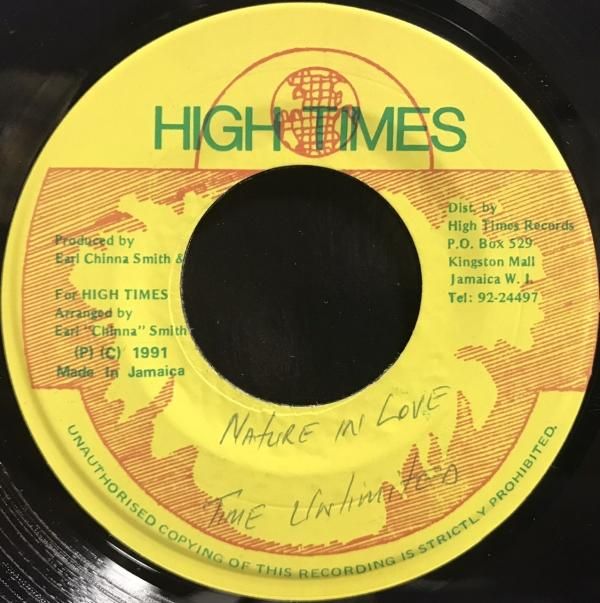 HIGH TIMES
Produced by
Earl Chinna Smith &
For HIGH TIMES
Arranged by
Earl "Chinna" Smith
(P) (C) 1991
Made In Jamaica
Dist. by
High Times Records
P.O. Box 529
Kingston Mall
Jamaica W. I.
Tel: 92-24497
NATURE IN LOVE
TIME UNLIMITED
UNAUTHORISED COPYING OF THIS RECORDING IS STRICTLY PROHIBITED.